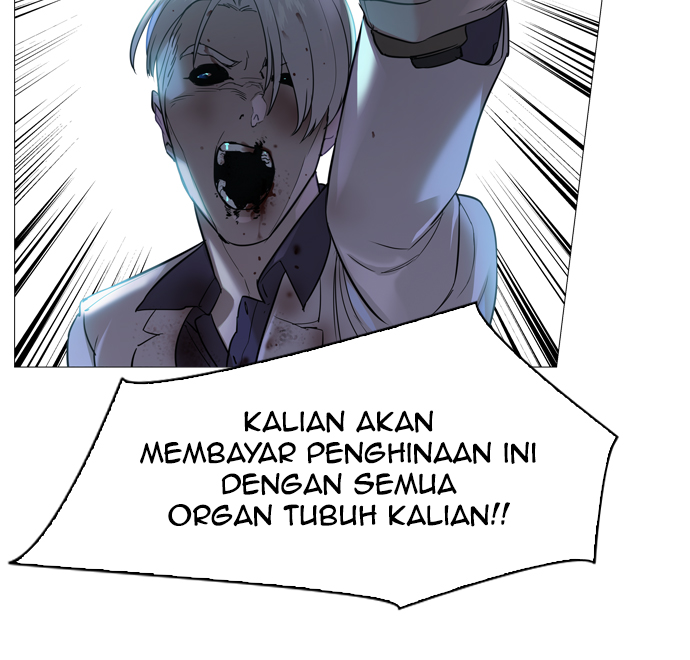 KALIAN AKAN
MEMBAYAR PENGHINAAN INI
DENGAN SEMUA
ORGAN TUBUH KALIAN!!